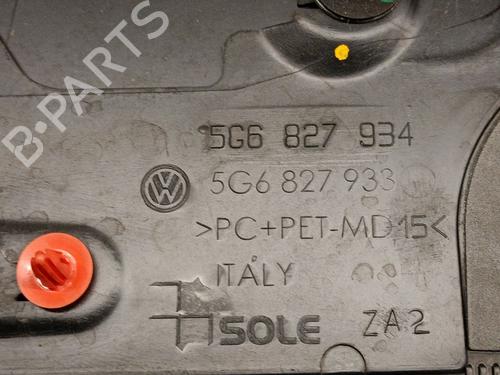 B-PARTS
5G6 827 934
5G6 827 933
>PC+PET-MD15<
ITALY
SOLE ZA2